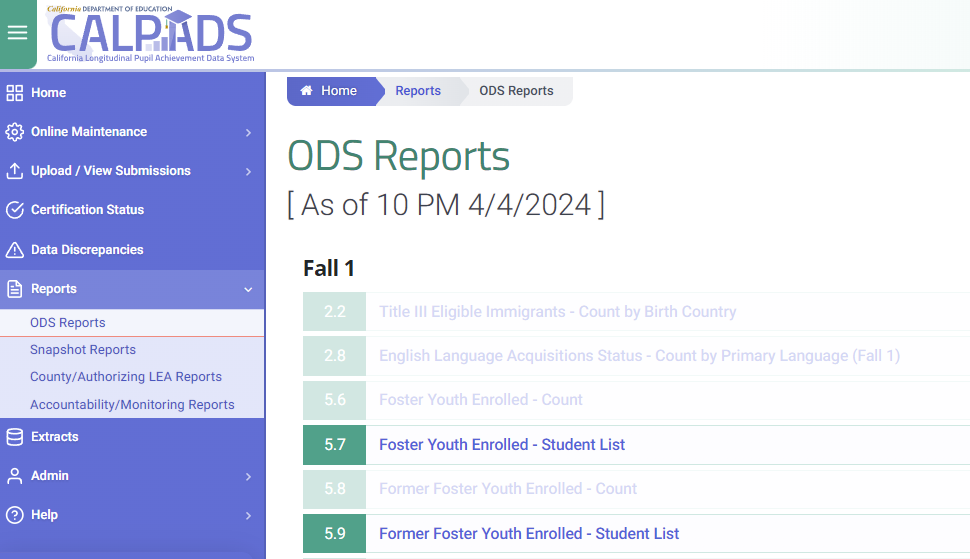 California DEPARTMENT OF EDUCATION
CALPADS
California Longitudinal Pupil Achievement Data System
Home
Online Maintenance
Upload / View Submissions
Certification Status
Data Discrepancies
Reports
ODS Reports
Snapshot Reports
County/Authorizing LEA Reports
Accountability/Monitoring Reports
Extracts
Admin
Help
Home Reports ODS Reports
ODS Reports
[ As of 10 PM 4/4/2024 ]
Fall 1
2.2 Title III Eligible Immigrants - Count by Birth Country
2.8 English Language Acquisitions Status - Count by Primary Language (Fall 1)
5.6 Foster Youth Enrolled - Count
5.7 Foster Youth Enrolled - Student List
5.8 Former Foster Youth Enrolled - Count
5.9 Former Foster Youth Enrolled - Student List